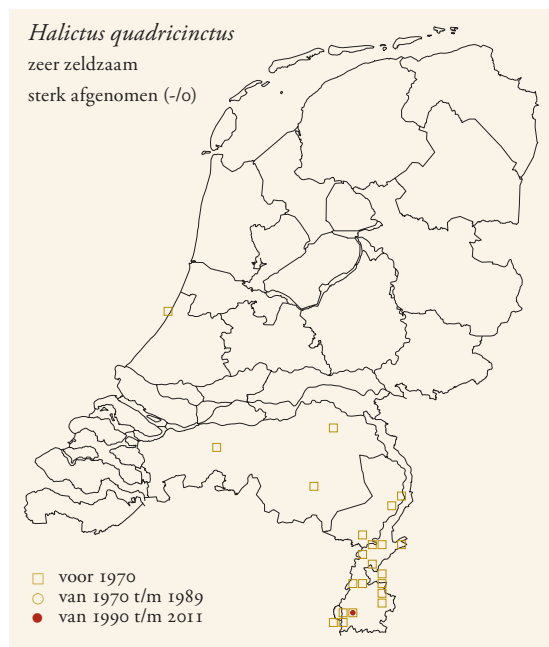 Halictus quadricinctus
zeer zeldzaam
sterk afgenomen (-/0)
voor 1970
van 1970 t/m 1989
van 1990 t/m 2011